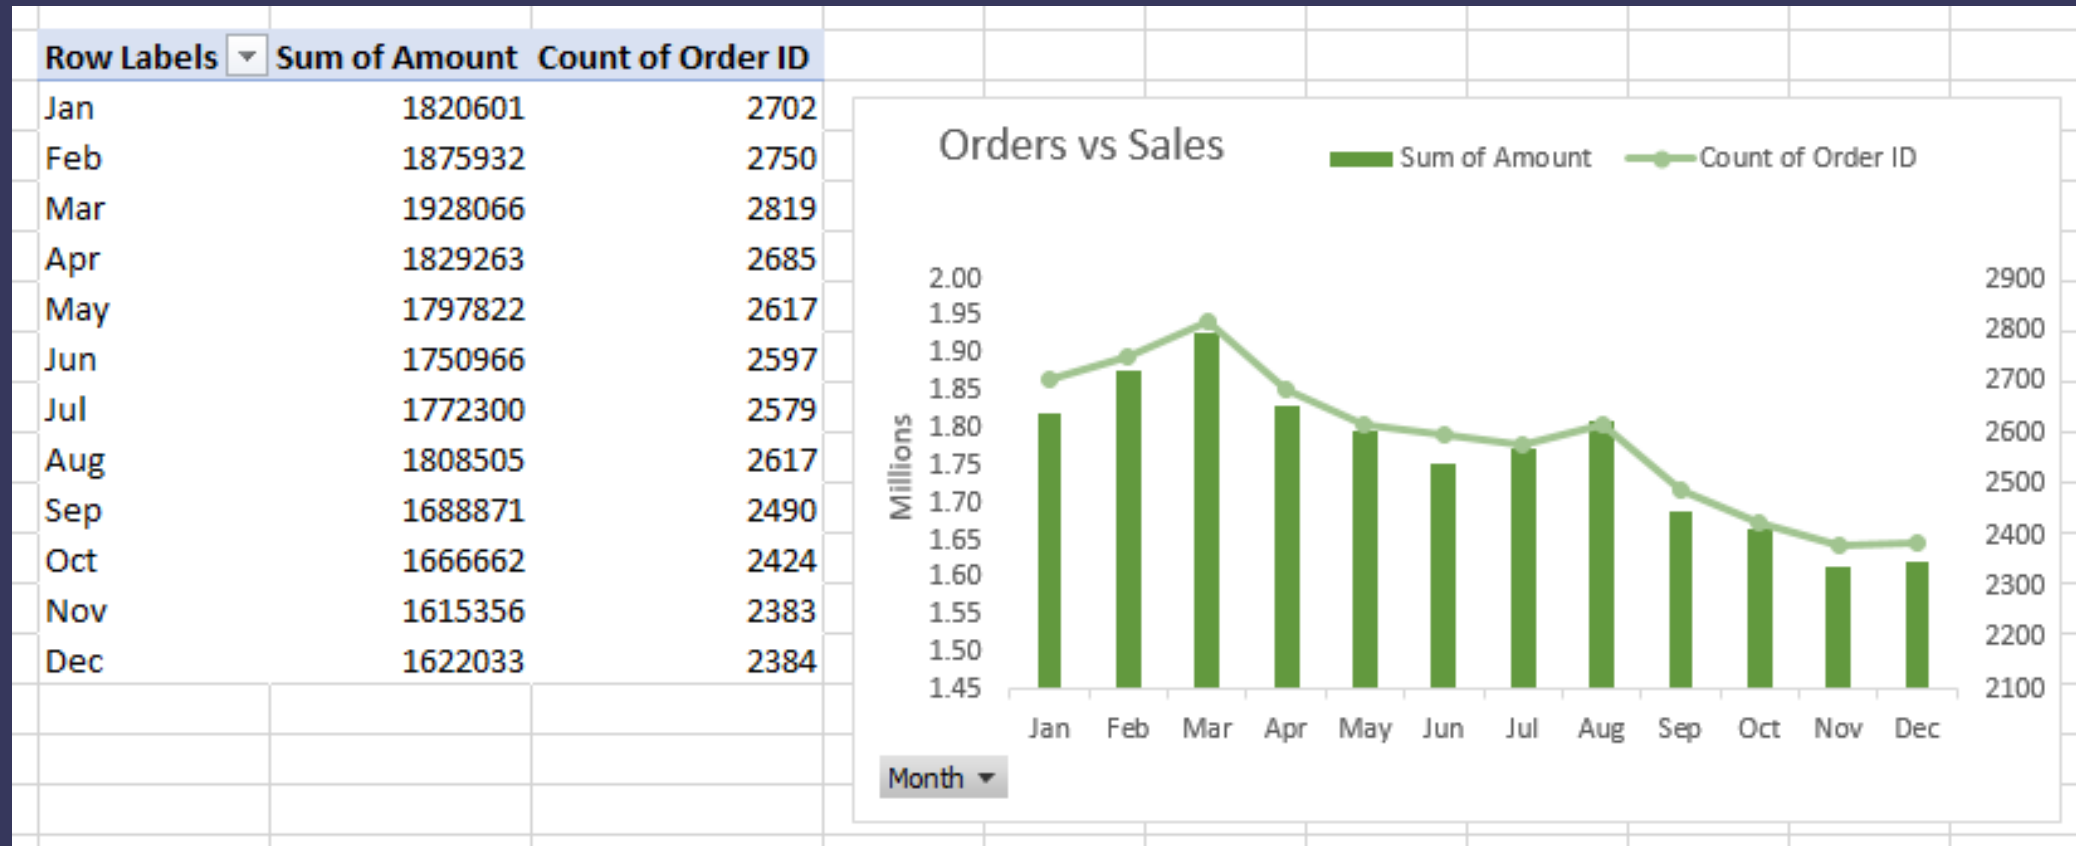 Row Labels Sum of Amount Count of Order ID
Jan 1820601 2702
Feb 1875932 2750
Mar 1928066 2819
Apr 1829263 2685
May 1797822 2617
Jun 1750966 2597
Jul 1772300 2579
Aug 1808505 2617
Sep 1688871 2490
Oct 1666662 2424
Nov 1615356 2383
Dec 1622033 2384
Orders vs Sales
Sum of Amount Count of Order ID
Millions
2.00
1.95
1.90
1.85
1.80
1.75
1.70
1.65
1.60
1.55
1.50
1.45
2900
2800
2700
2600
2500
2400
2300
2200
2100
Jan Feb Mar Apr May Jun Jul Aug Sep Oct Nov Dec
Month